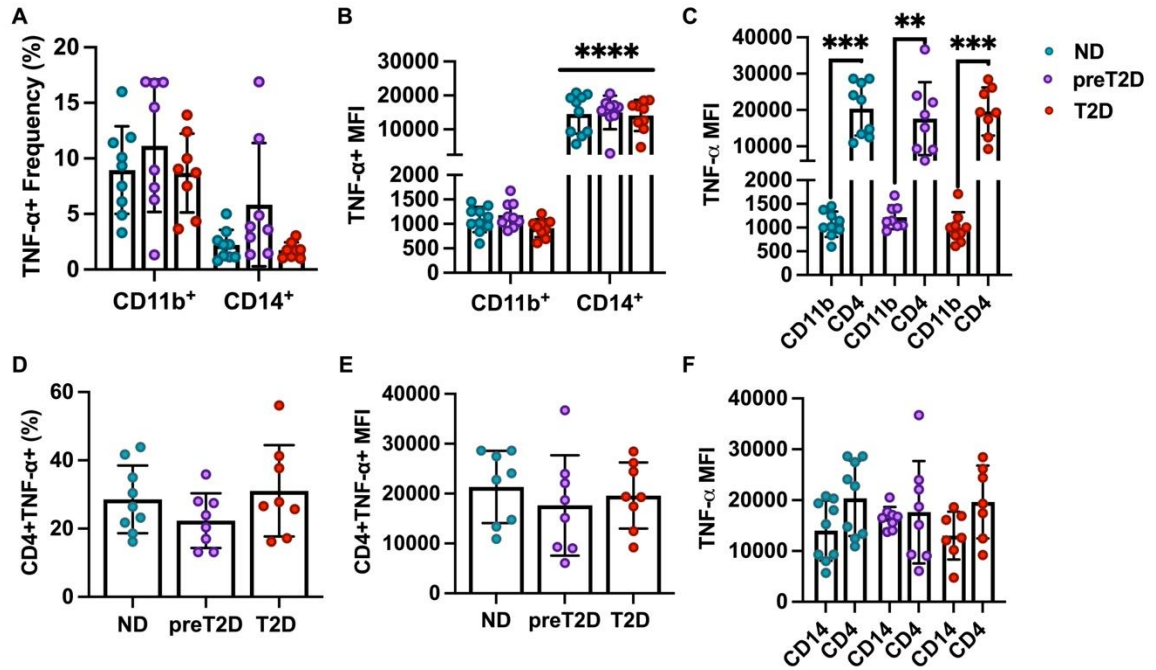 A
TNF-α+ Frequency (%)
20
15
10
5
0
CD11b+ CD14+
B
TNF-α+ MFI
30000
20000
10000
2000
1500
1000
500
0
****
CD11b+ CD14+
C
TNF-α MFI
40000
30000
20000
10000
2000
1500
1000
500
0
*** ** ***
CD11b CD4 CD11b CD4 CD11b CD4
ND
preT2D
T2D
D
CD4+TNF-α+ (%)
60
40
20
0
ND preT2D T2D
E
CD4+TNF-α+ MFI
40000
30000
20000
10000
0
ND preT2D T2D
F
TNF-α MFI
40000
30000
20000
10000
0
CD14 CD4 CD14 CD4 CD14 CD4